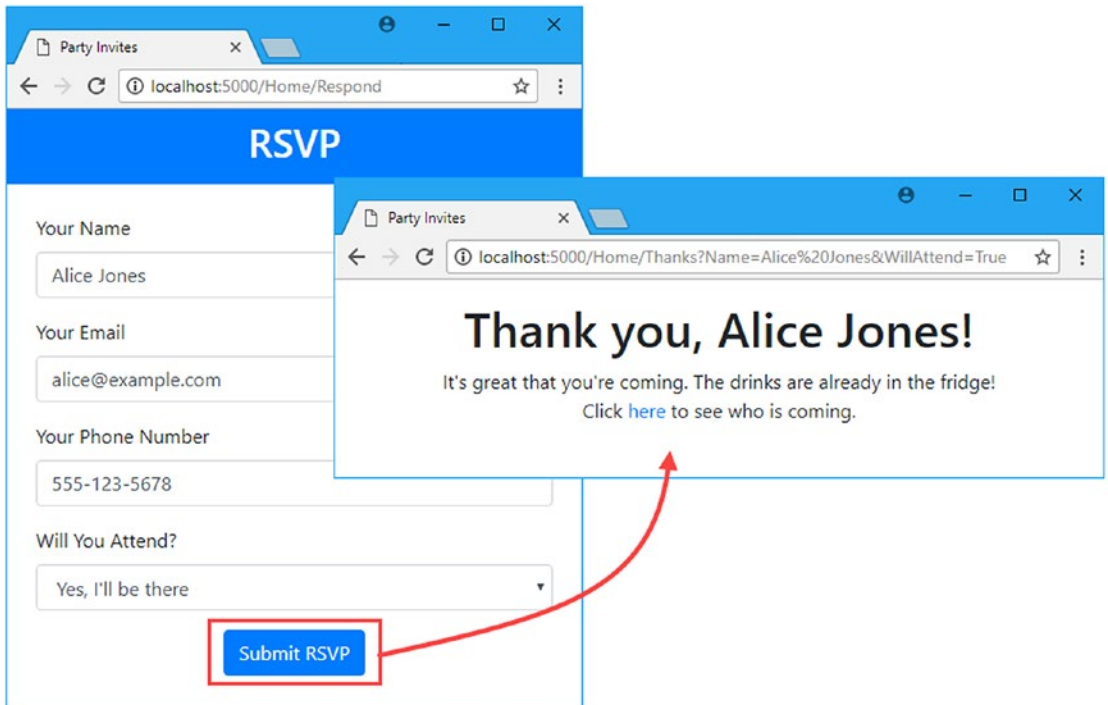 Party Invites
localhost:5000/Home/Respond
RSVP
Your Name
Alice Jones
Your Email
alice@example.com
Your Phone Number
555-123-5678
Will You Attend?
Yes, I'll be there
Submit RSVP
Party Invites
localhost:5000/Home/Thanks?Name=Alice%20Jones&WillAttend=True
Thank you, Alice Jones!
It's great that you're coming. The drinks are already in the fridge!
Click here to see who is coming.